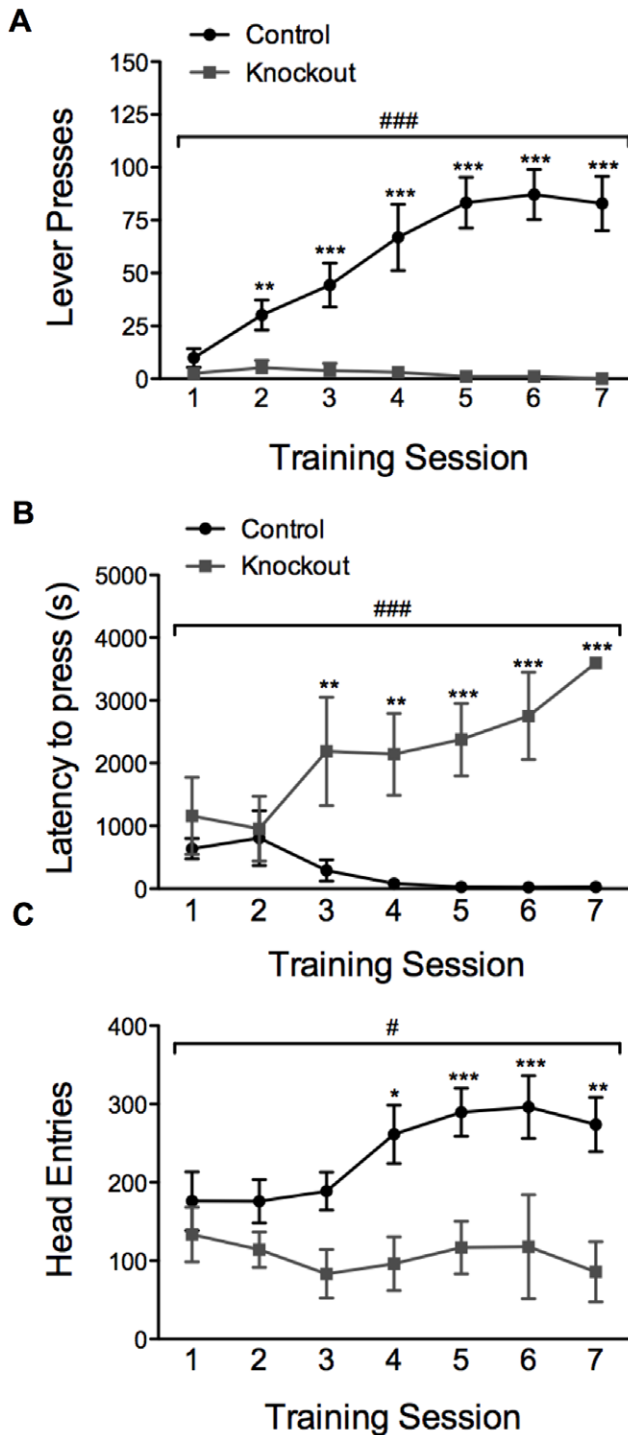 A
Control
Knockout
150
125
100
75
50
25
0
###
** *** *** *** *** ***
Lever Presses
1 2 3 4 5 6 7
Training Session
B
Control
Knockout
5000
4000
3000
2000
1000
0
###
** ** *** *** ***
Latency to press (s)
1 2 3 4 5 6 7
Training Session
C
400
300
200
100
0
#
* *** *** **
Head Entries
1 2 3 4 5 6 7
Training Session